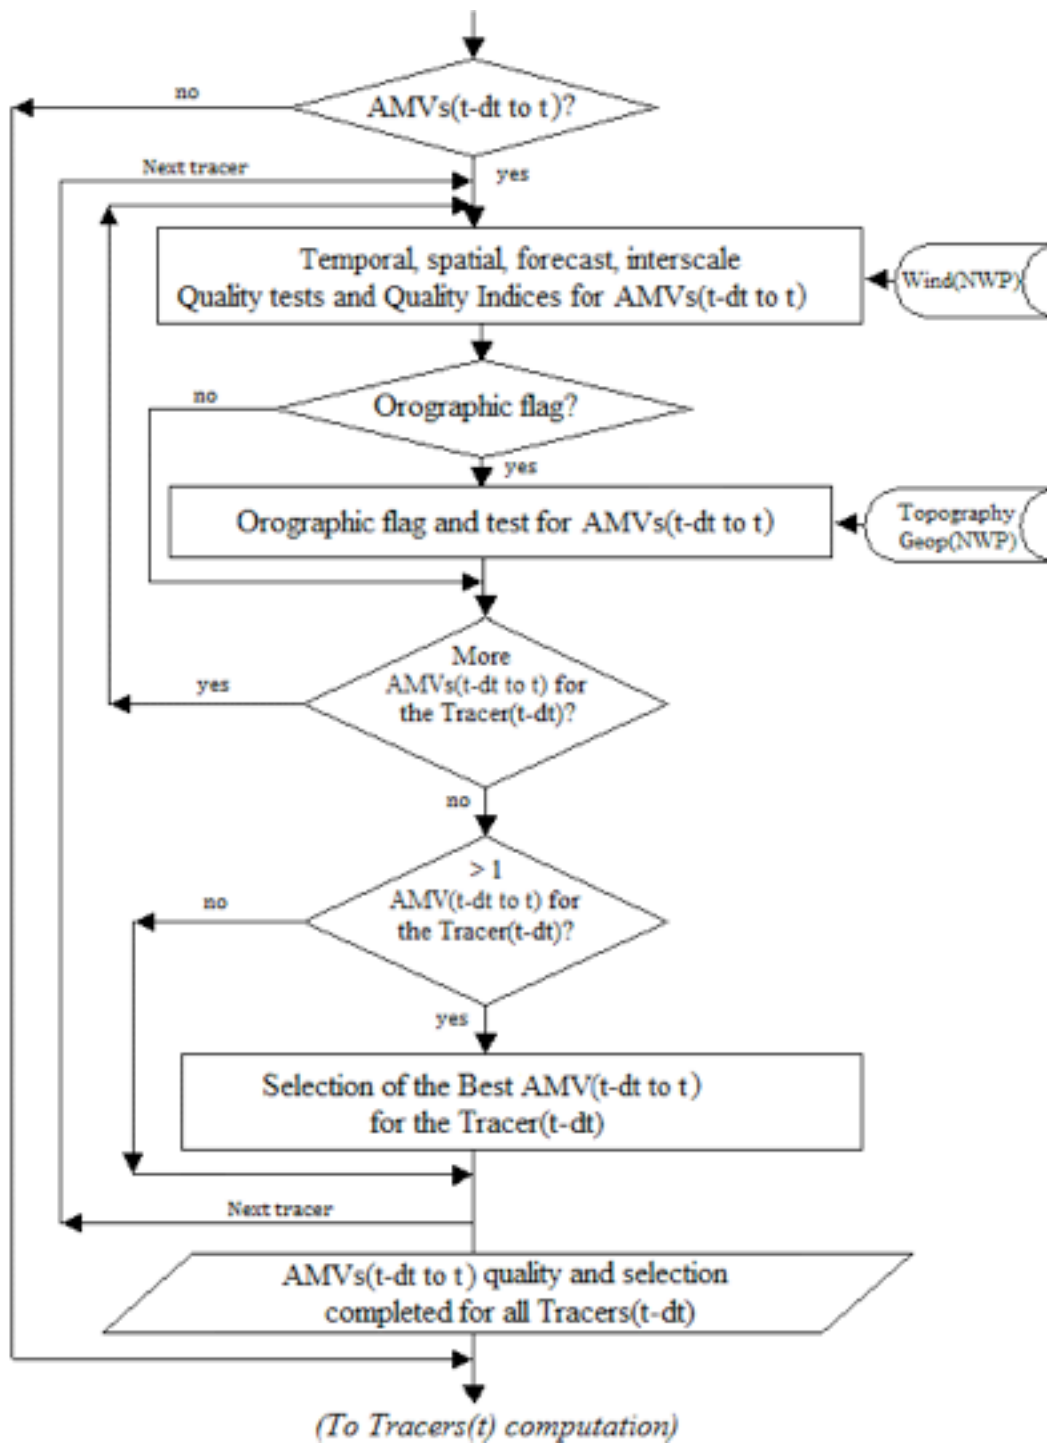 AMVs(t-dt to t)?
no
yes
Next tracer
Temporal, spatial, forecast, interscale
Quality tests and Quality Indices for AMVs(t-dt to t)
Wind(NWP)
Orographic flag?
no
yes
Orographic flag and test for AMVs(t-dt to t)
Topography
Geop(NWP)
More
AMVs(t-dt to t) for
the Tracer(t-dt)?
yes
no
> 1
AMV(t-dt to t) for
the Tracer(t-dt)?
no
yes
Selection of the Best AMV(t-dt to t)
for the Tracer(t-dt)
Next tracer
AMVs(t-dt to t) quality and selection
completed for all Tracers(t-dt)
(To Tracers(t) computation)